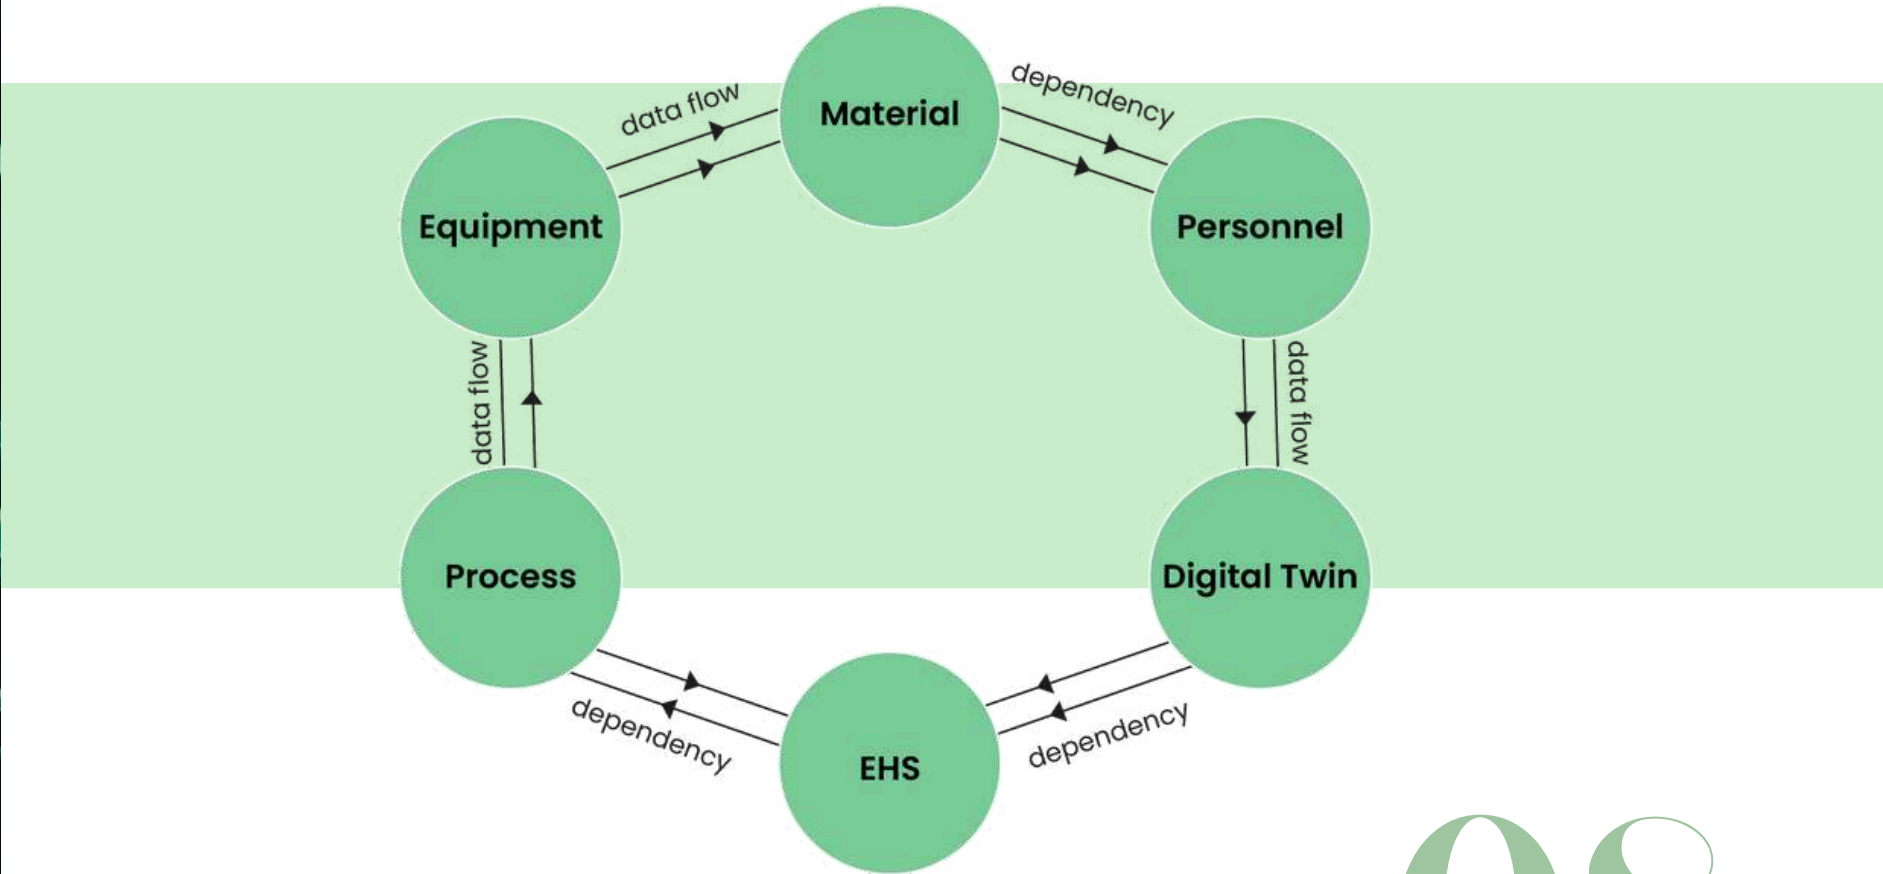 data flow
Material
dependency
Equipment
Personnel
data flow
data flow
Process
Digital Twin
dependency
EHS
dependency